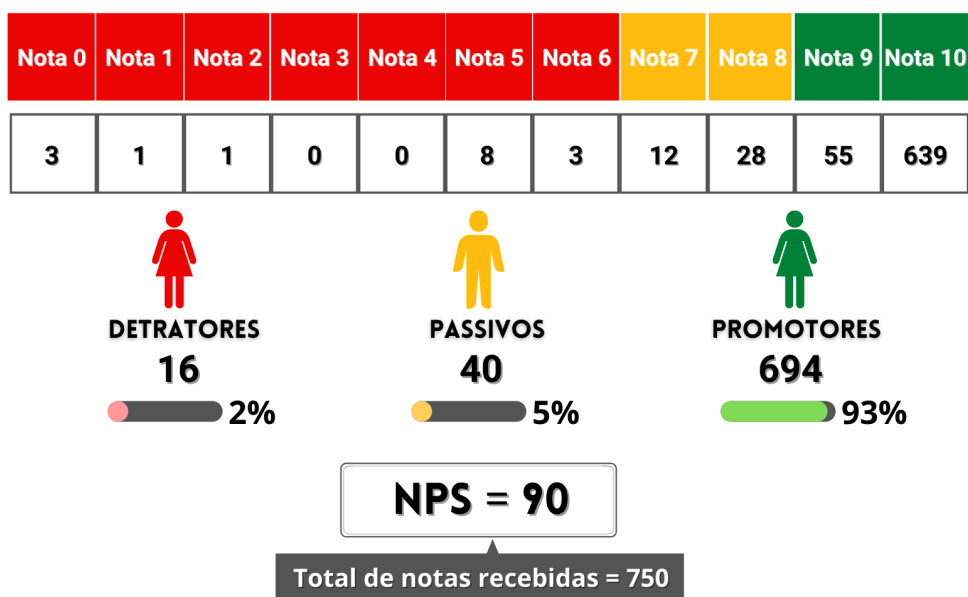 Nota 0 Nota 1 Nota 2 Nota 3 Nota 4 Nota 5 Nota 6 Nota 7 Nota 8 Nota 9 Nota 10
3 1 1 0 0 8 3 12 28 55 639
DETRATORES PASSIVOS PROMOTORES
16 40 694
2% 5% 93%
NPS = 90
Total de notas recebidas = 750